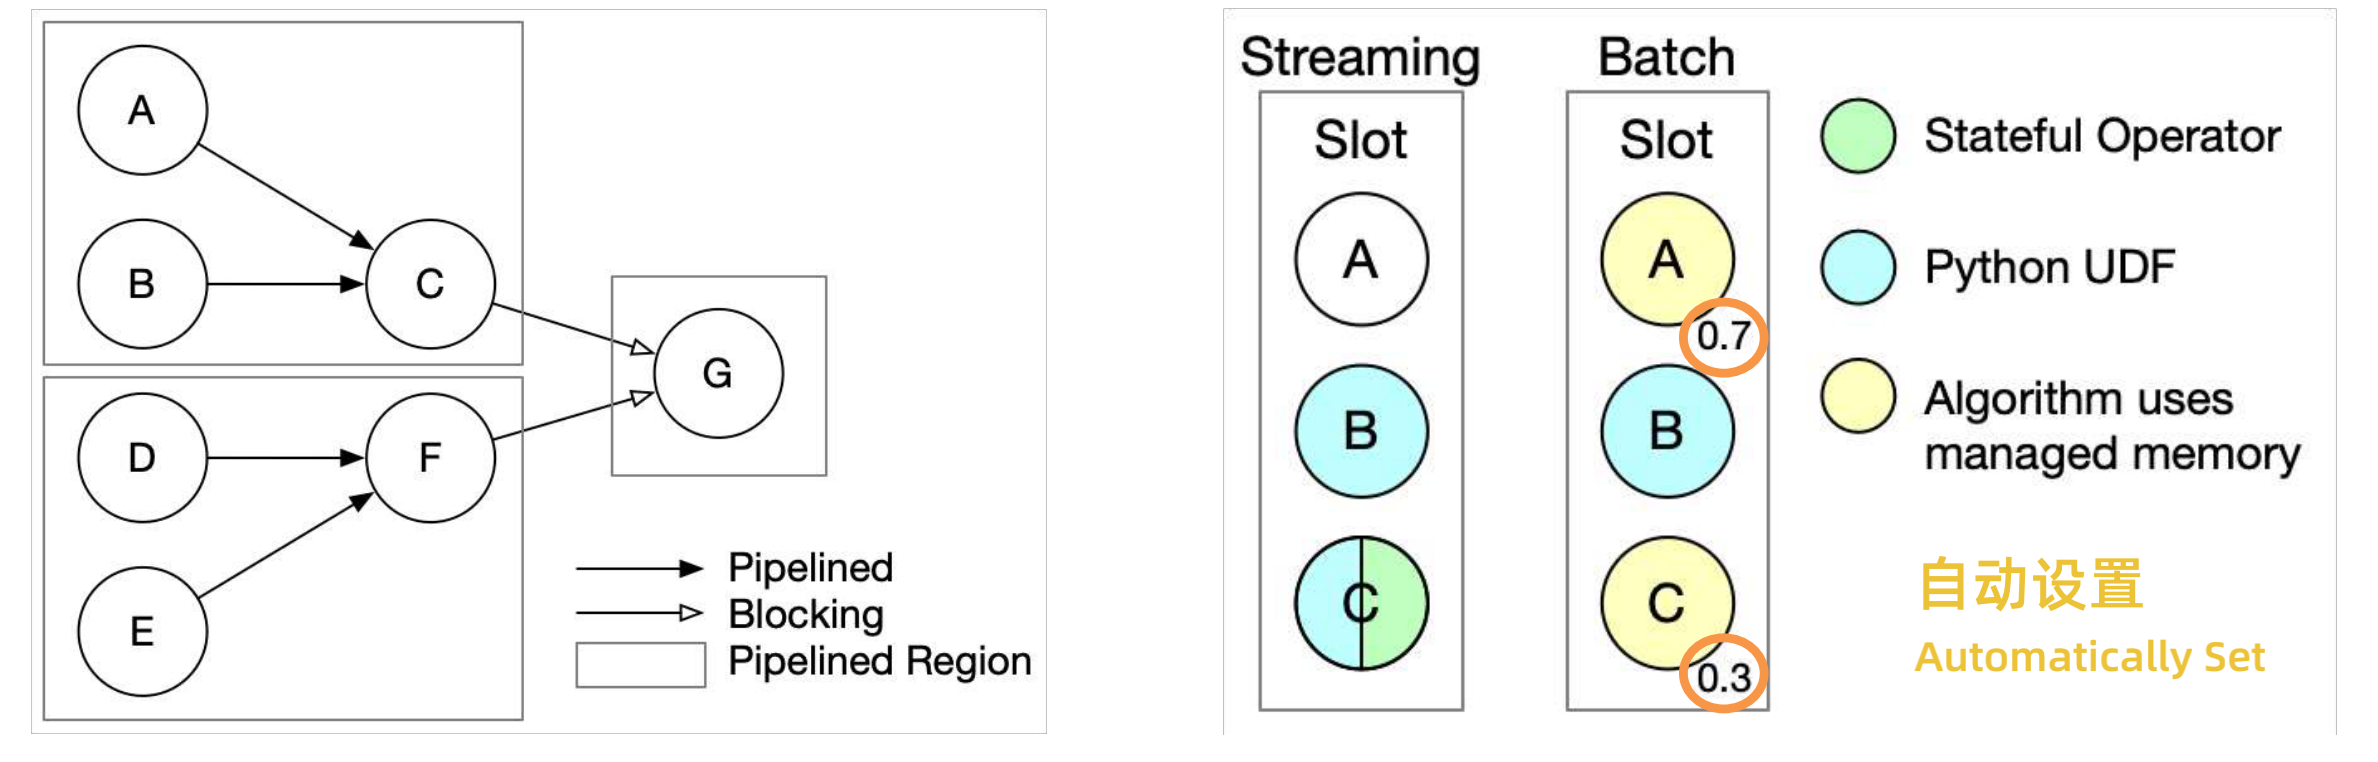 A
B
C
G
D
F
E
Pipelined
Blocking
Pipelined Region
Streaming
Slot
A
B
C
Batch
Slot
A
0.7
B
C
0.3
Stateful Operator
Python UDF
Algorithm uses
managed memory
自动设置
Automatically Set